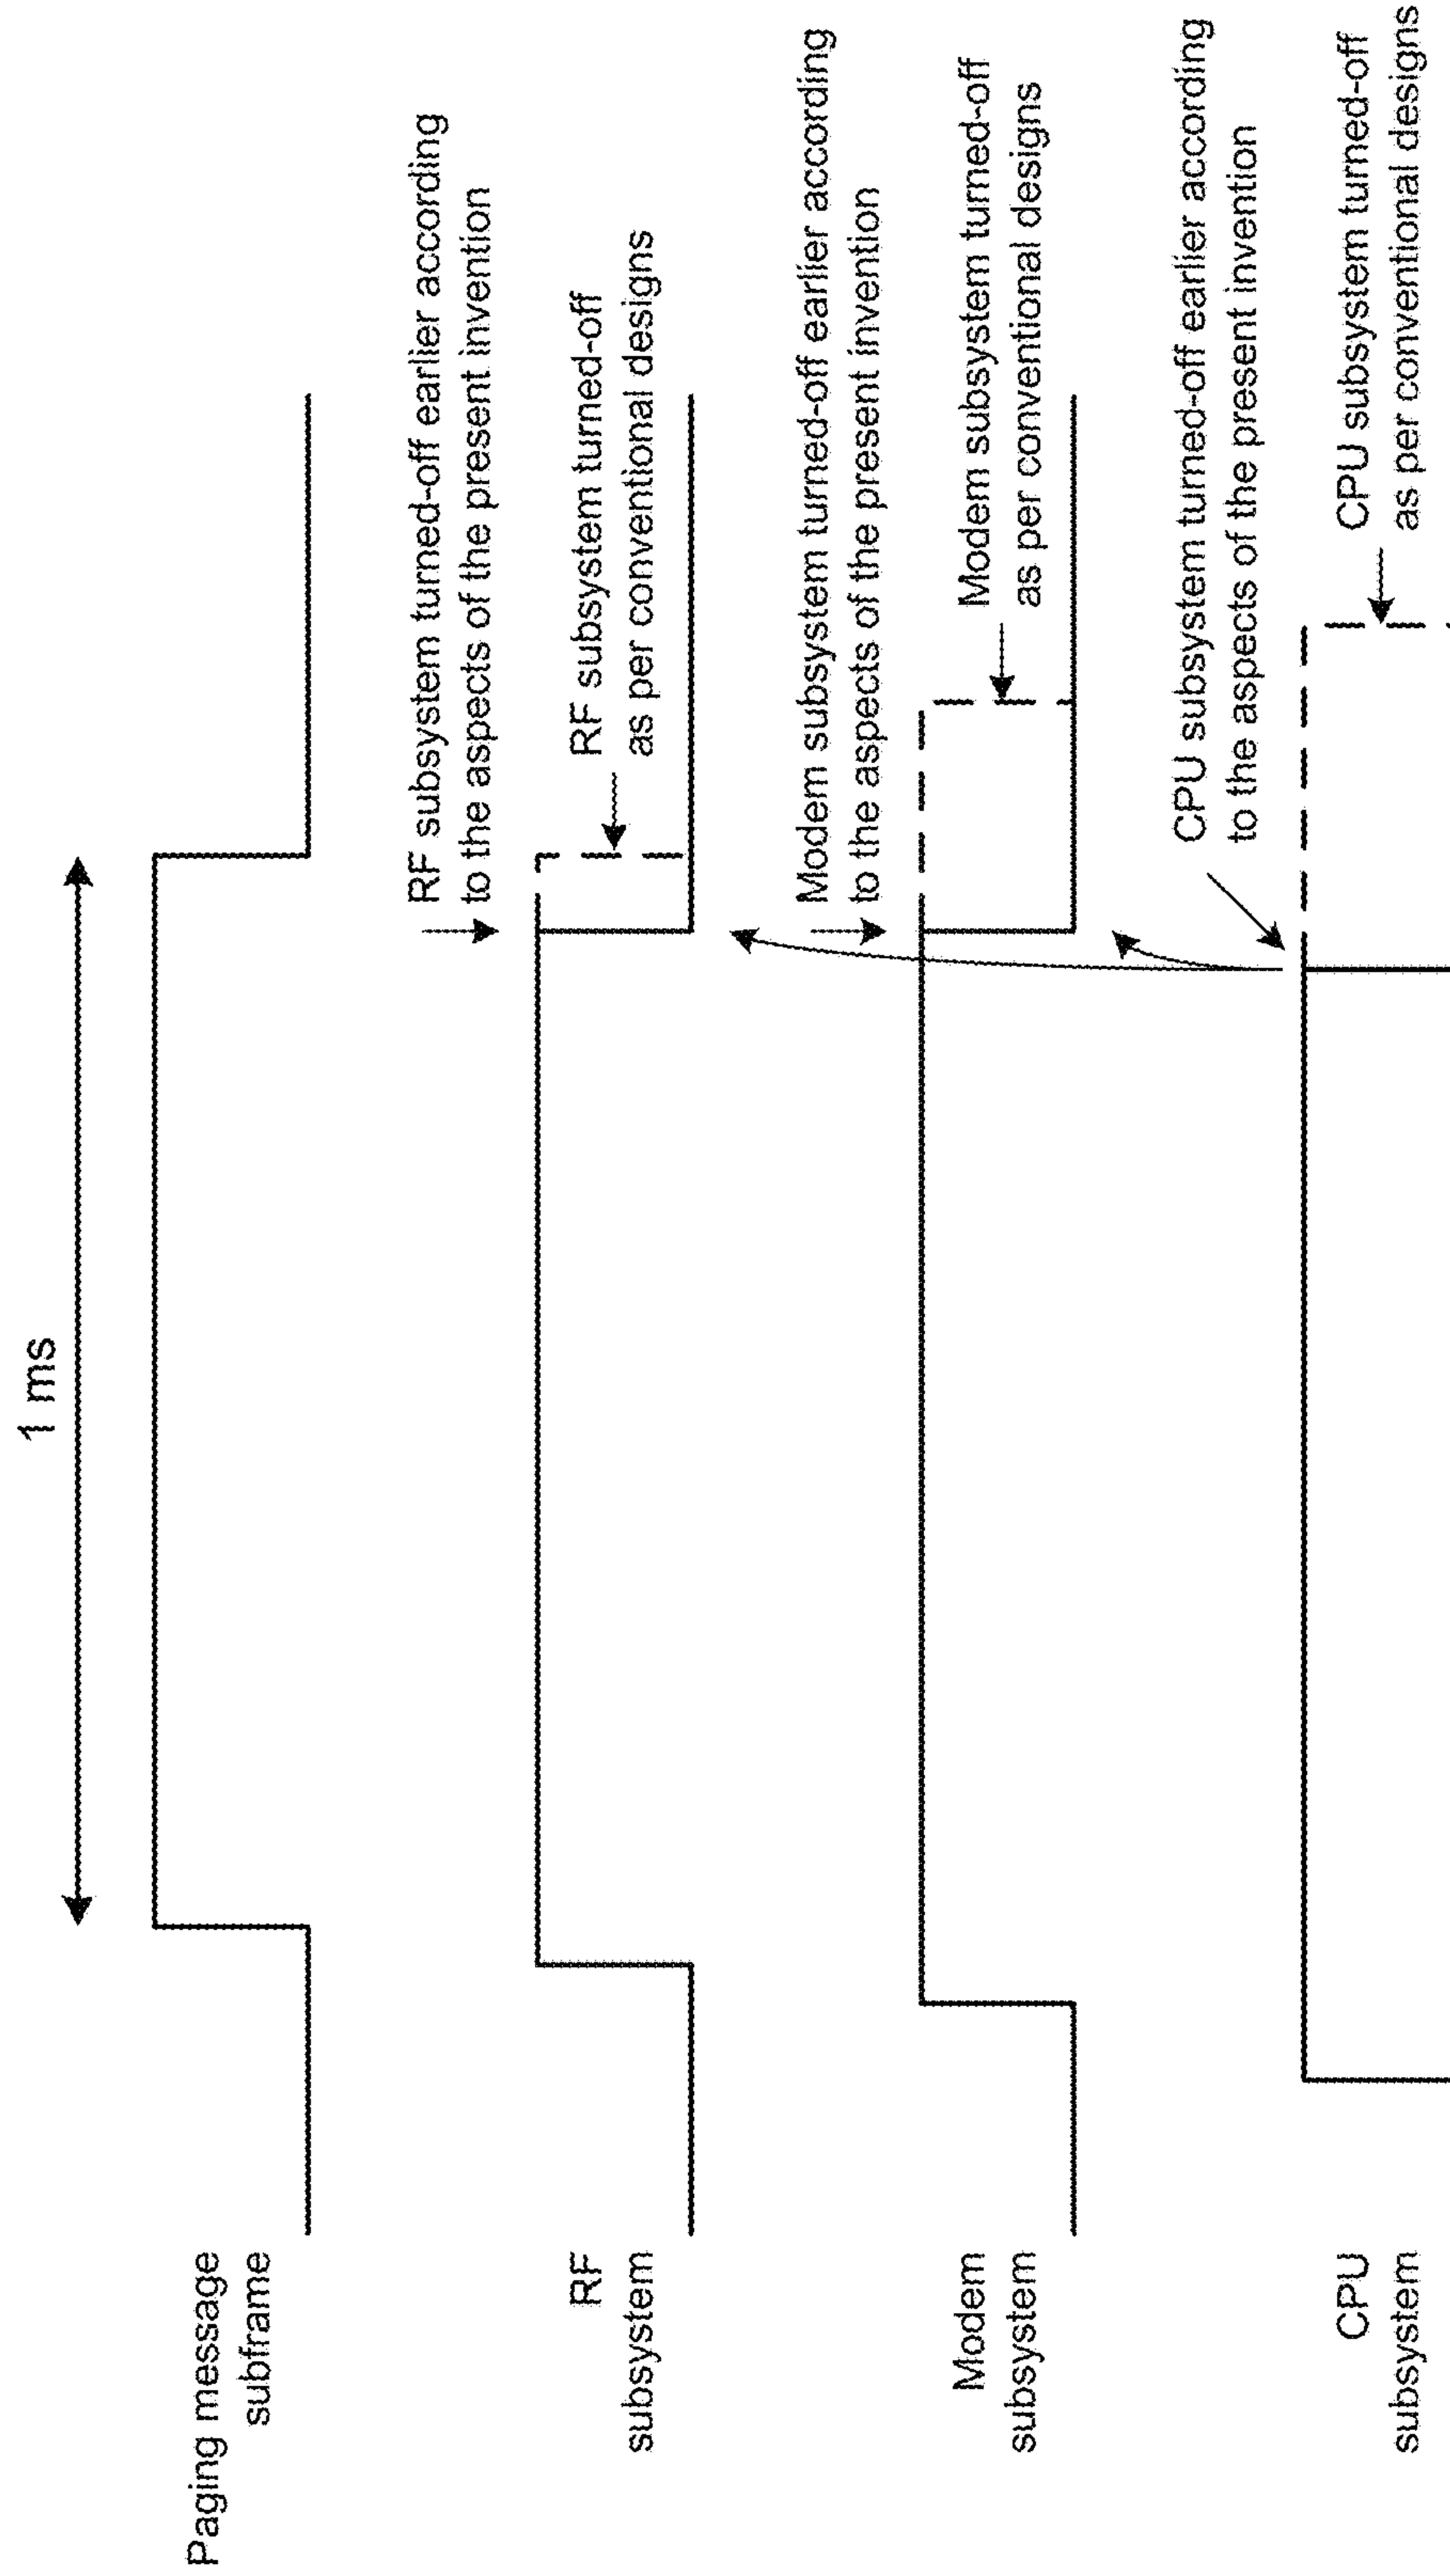 1 ms
Paging message
subframe
RF subsystem turned-off earlier according
to the aspects of the present invention
RF
subsystem
RF subsystem turned-off
as per conventional designs
Modem subsystem turned-off earlier according
to the aspects of the present invention
Modem
subsystem
Modem subsystem turned-off
as per conventional designs
CPU subsystem turned-off earlier according
to the aspects of the present invention
CPU
subsystem
CPU subsystem turned-off
as per conventional designs